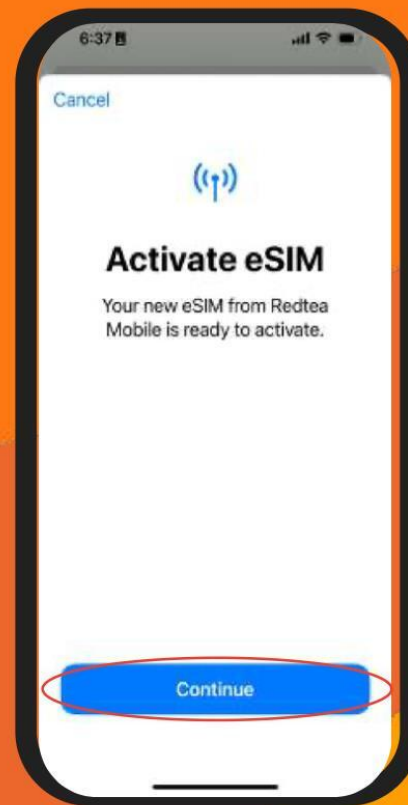 6:37
Cancel
Activate eSIM
Your new eSIM from Redtea
Mobile is ready to activate.
Continue